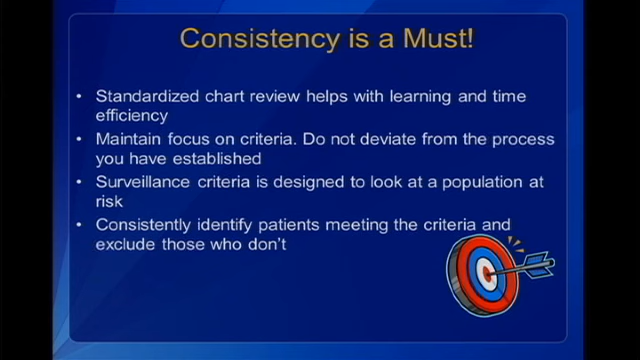 Consistency is a Must!
• Standardized chart review helps with learning and time
efficiency
• Maintain focus on criteria. Do not deviate from the process
you have established
• Surveillance criteria is designed to look at a population at
risk
• Consistently identify patients meeting the criteria and
exclude those who don't